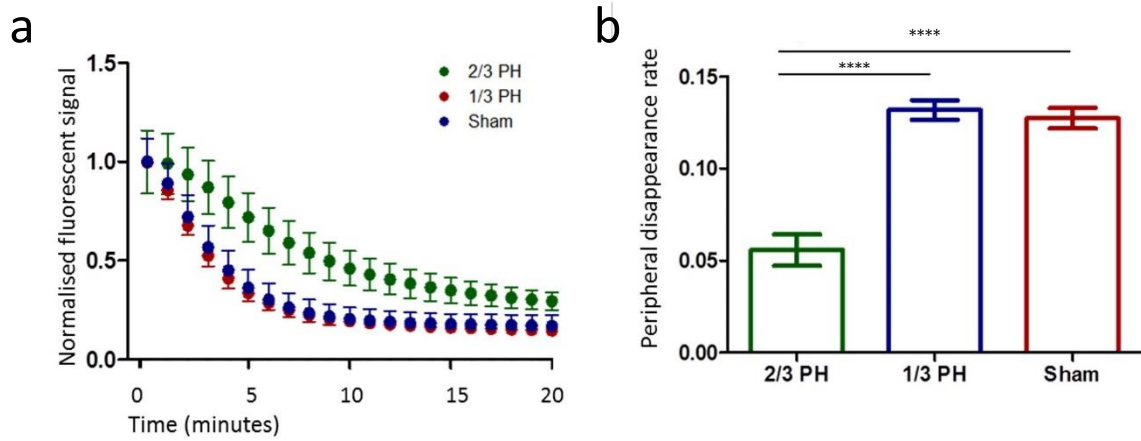 a
1.5
1.0
0.5
0.0
Normalised fluorescent signal
2/3 PH
1/3 PH
Sham
0
5
10
15
20
Time (minutes)
b
****
****
0.15
0.10
0.05
0.00
Peripheral disappearance rate
2/3 PH
1/3 PH
Sham